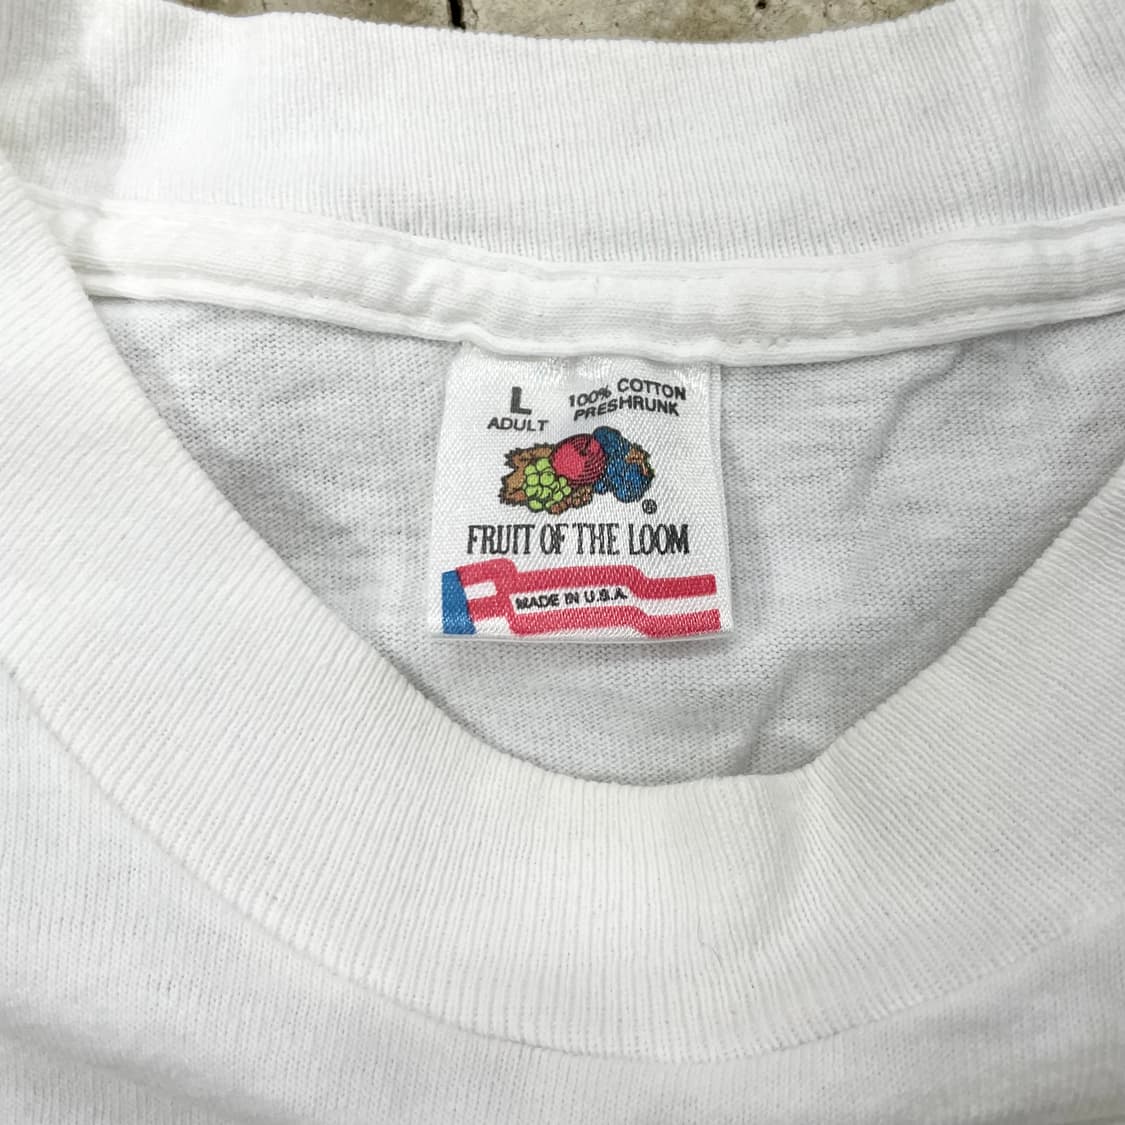 L
ADULT
100% COTTON
PRESHRUNK
®
FRUIT OF THE LOOM
MADE IN U.S.A.